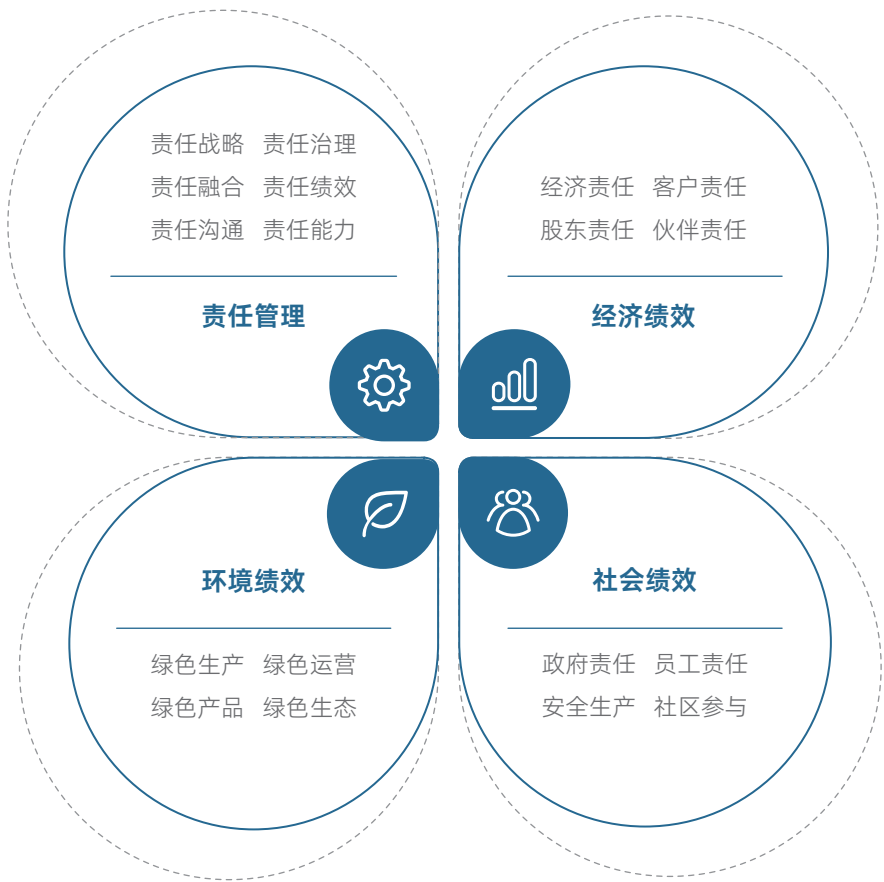 责任战略 责任治理
责任融合 责任绩效
责任沟通 责任能力
责任管理
经济责任 客户责任
股东责任 伙伴责任
经济绩效
环境绩效
绿色生产 绿色运营
绿色产品 绿色生态
社会绩效
政府责任 员工责任
安全生产 社区参与